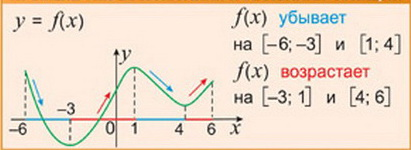 y = f(x)
f(x) убывает
на [–6; –3] и [1; 4]
f(x) возрастает
на [–3; 1] и [4; 6]
–3
–6 0 1 4 6 x